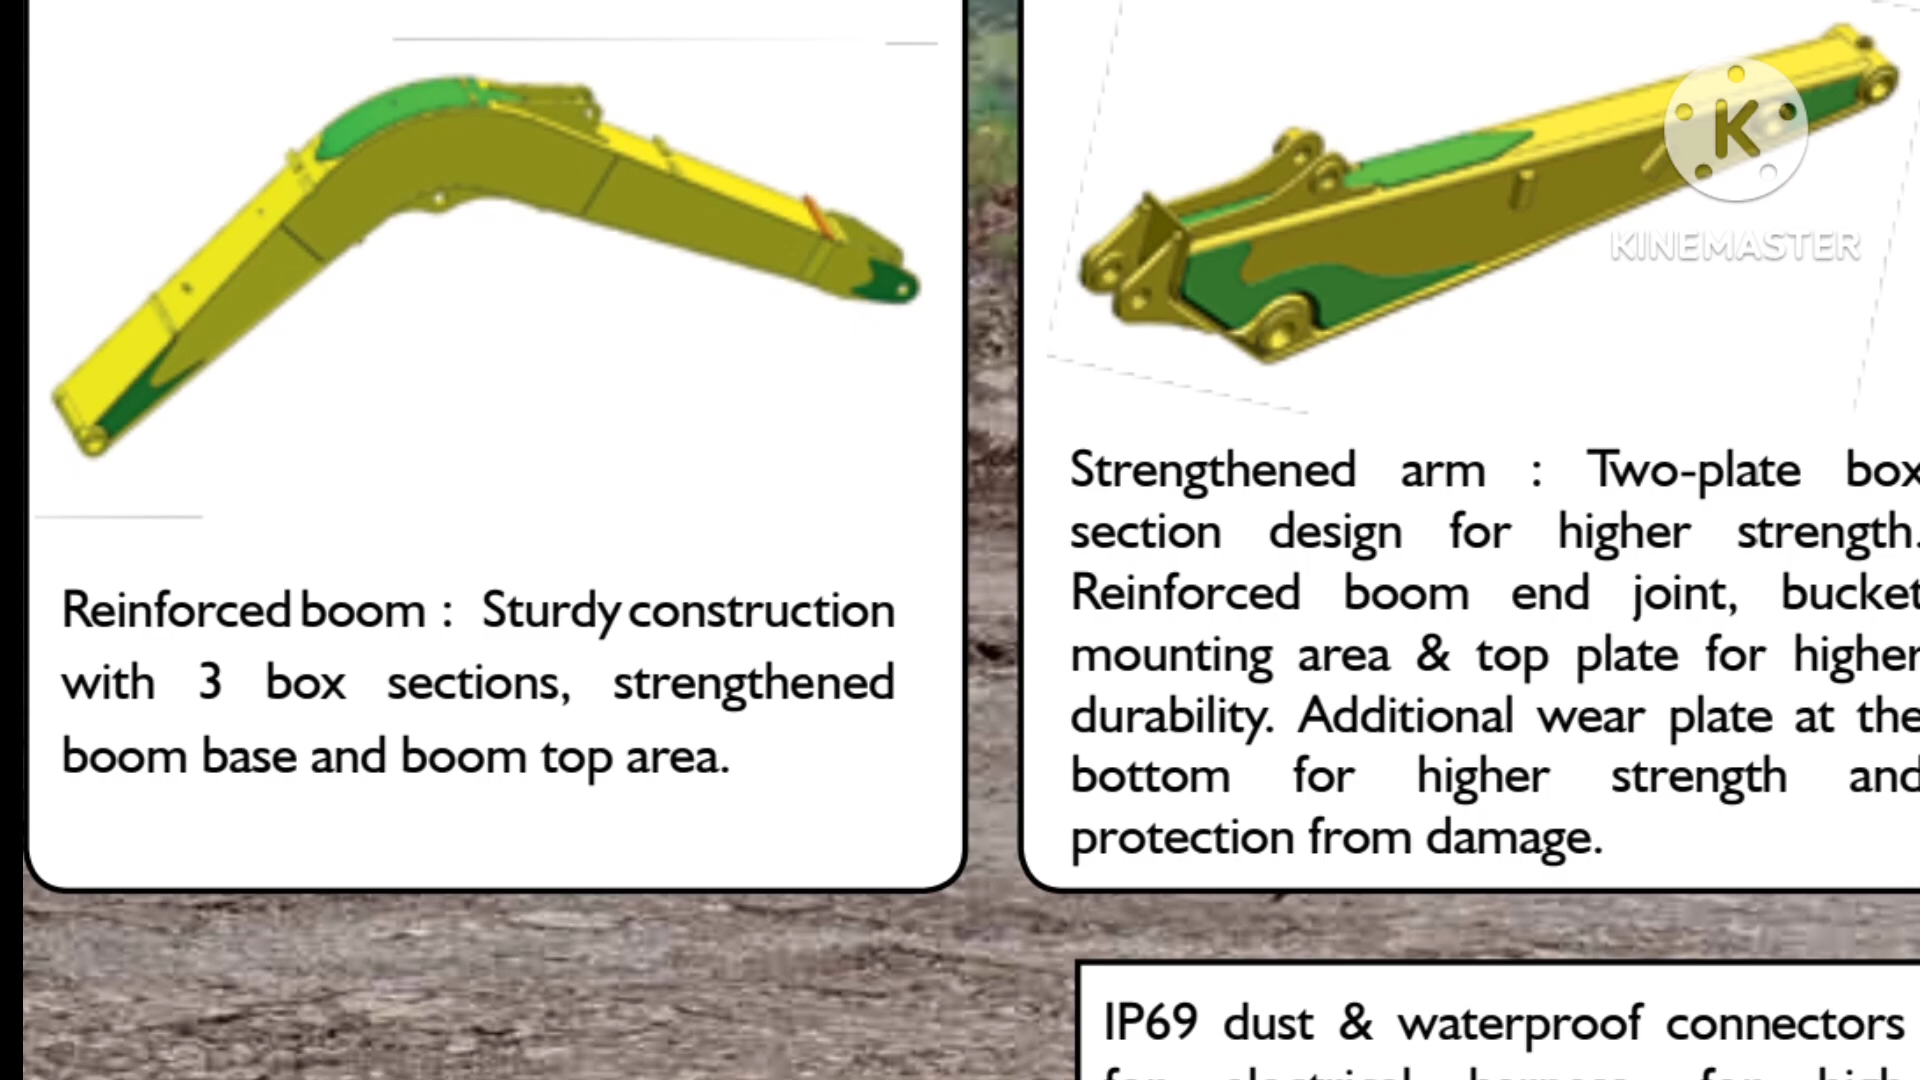 Reinforced boom : Sturdy construction
with 3 box sections, strengthened
boom base and boom top area.
K
KINEMASTER
Strengthened arm : Two-plate box
section design for higher strength.
Reinforced boom end joint, bucket
mounting area & top plate for higher
durability. Additional wear plate at the
bottom for higher strength and
protection from damage.
IP69 dust & waterproof connectors